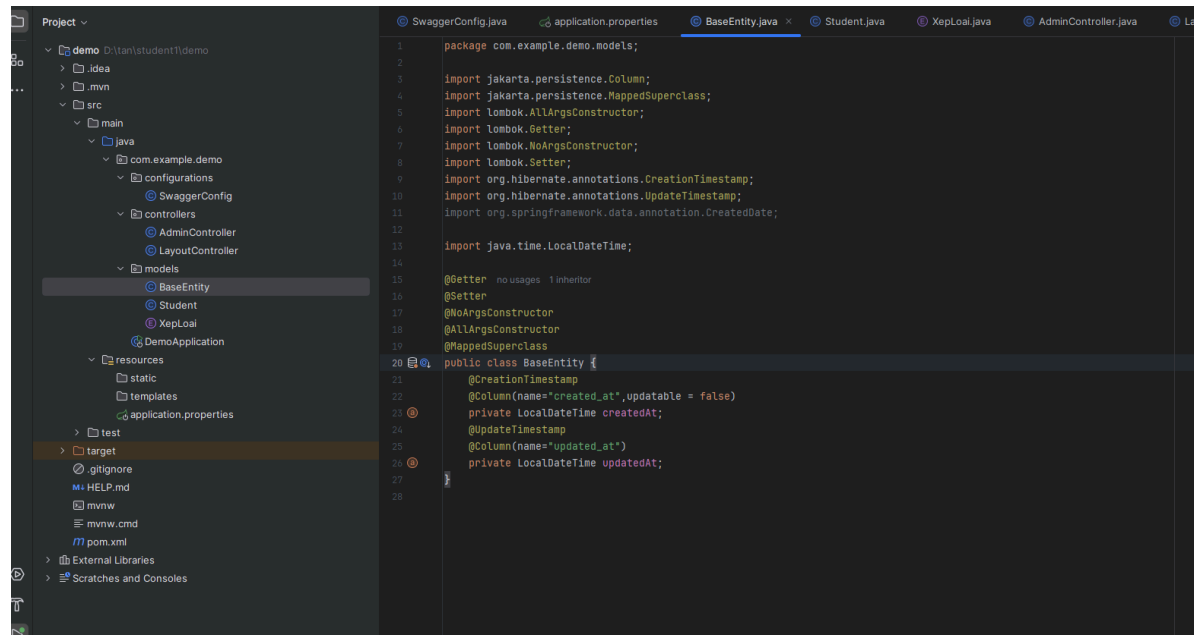 Project
demo D:\tan\student1\demo
.idea
.mvn
src
main
java
com.example.demo
configurations
SwaggerConfig
controllers
AdminController
LayoutController
models
BaseEntity
Student
XepLoai
DemoApplication
resources
static
templates
application.properties
test
target
.gitignore
HELP.md
mvnw
mvnw.cmd
pom.xml
External Libraries
Scratches and Consoles
SwaggerConfig.java application.properties BaseEntity.java Student.java XepLoai.java AdminController.java La
1 package com.example.demo.models;
2
3 import jakarta.persistence.Column;
4 import jakarta.persistence.MappedSuperclass;
5 import lombok.AllArgsConstructor;
6 import lombok.Getter;
7 import lombok.NoArgsConstructor;
8 import lombok.Setter;
9 import org.hibernate.annotations.CreationTimestamp;
10 import org.hibernate.annotations.UpdateTimestamp;
11 import org.springframework.data.annotation.CreatedDate;
12
13 import java.time.LocalDateTime;
14
15 @Getter no usages 1 inheritor
16 @Setter
17 @NoArgsConstructor
18 @AllArgsConstructor
19 @MappedSuperclass
20 public class BaseEntity {
21 @CreationTimestamp
22 @Column(name="created_at",updatable = false)
23 private LocalDateTime createdAt;
24 @UpdateTimestamp
25 @Column(name="updated_at")
26 private LocalDateTime updatedAt;
27 }
28